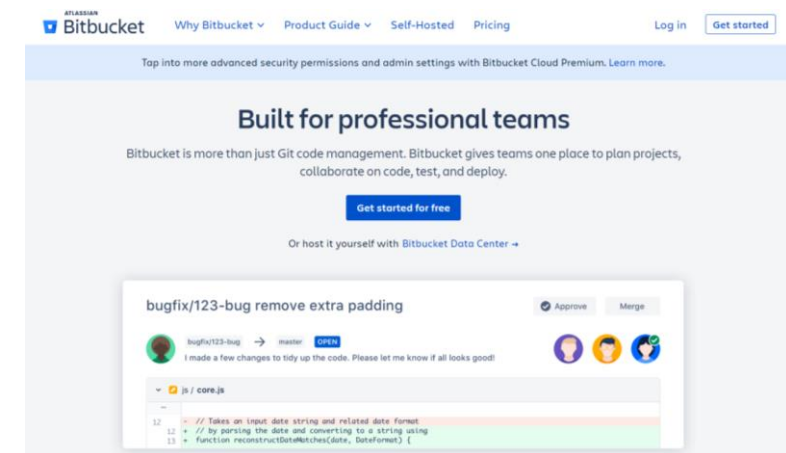 ATLASSIAN
Bitbucket
Why Bitbucket Product Guide Self-Hosted Pricing Log in Get started
Tap into more advanced security permissions and admin settings with Bitbucket Cloud Premium. Learn more.
Built for professional teams
Bitbucket is more than just Git code management. Bitbucket gives teams one place to plan projects,
collaborate on code, test, and deploy.
Get started for free
Or host it yourself with Bitbucket Data Center →
bugfix/123-bug remove extra padding
Approve Merge
bugfix/123-bug → master OPEN
I made a few changes to tidy up the code. Please let me know if all looks good!
js / core.js
12 - // Takes an input date string and related date format
12 + // by parsing the date and converting to a string using
13 + function reconstructDateMatches(date, DateFormat) {